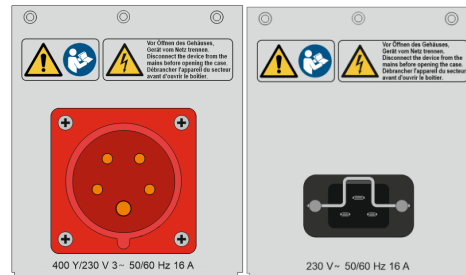 Vor Öffnen des Gehäuses,
Gerät vom Netz trennen.
Disconnect the device from the
mains before opening the case.
Débrancher l'appareil du secteur
avant d'ouvrir le boîtier.
400 Y/230 V 3~ 50/60 Hz 16 A
Vor Öffnen des Gehäuses,
Gerät vom Netz trennen.
Disconnect the device from the
mains before opening the case.
Débrancher l'appareil du secteur
avant d'ouvrir le boîtier.
230 V~ 50/60 Hz 16 A